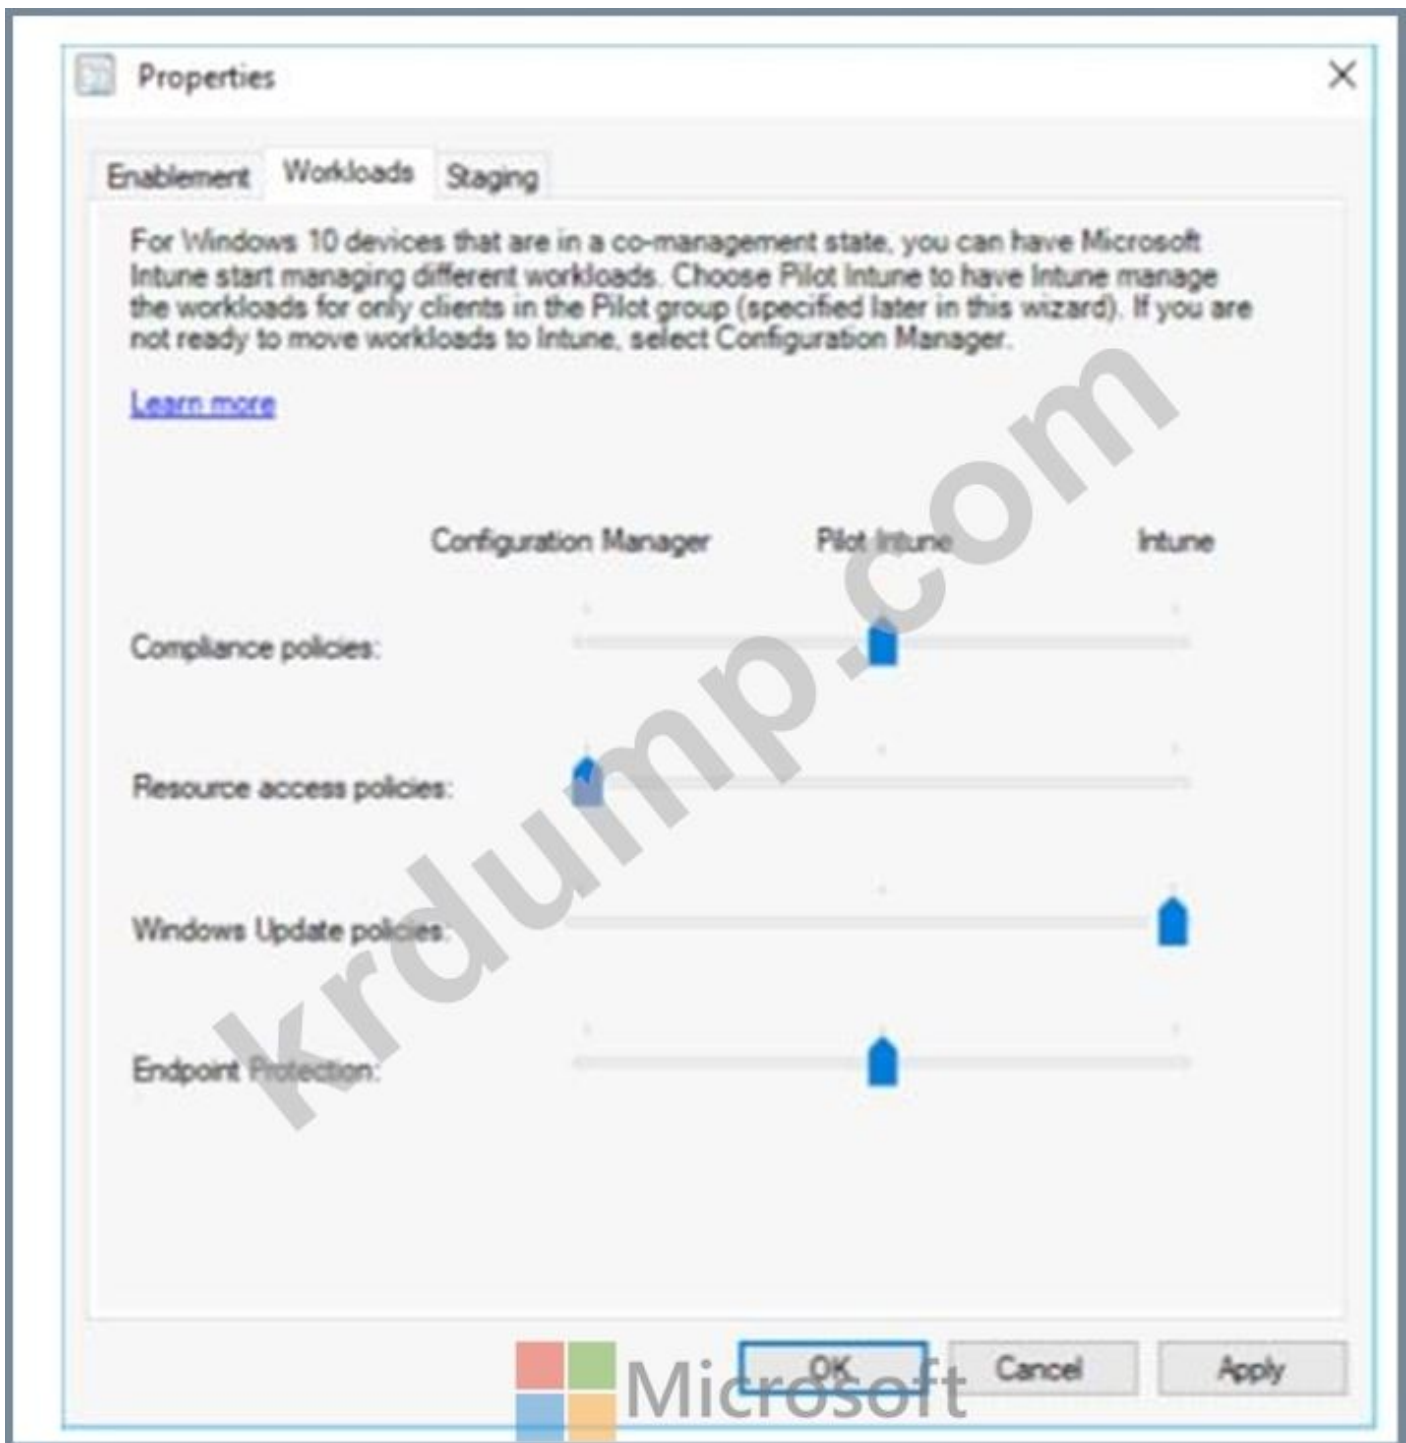 Properties
Enablement Workloads Staging
For Windows 10 devices that are in a co-management state, you can have Microsoft
Intune start managing different workloads. Choose Pilot Intune to have Intune manage
the workloads for only clients in the Pilot group (specified later in this wizard). If you are
not ready to move workloads to Intune, select Configuration Manager.
Learn more
Configuration Manager Pilot Intune Intune
Compliance policies:
Resource access policies:
Windows Update policies:
Endpoint Protection:
krdump.com
OK Cancel Apply
Microsoft